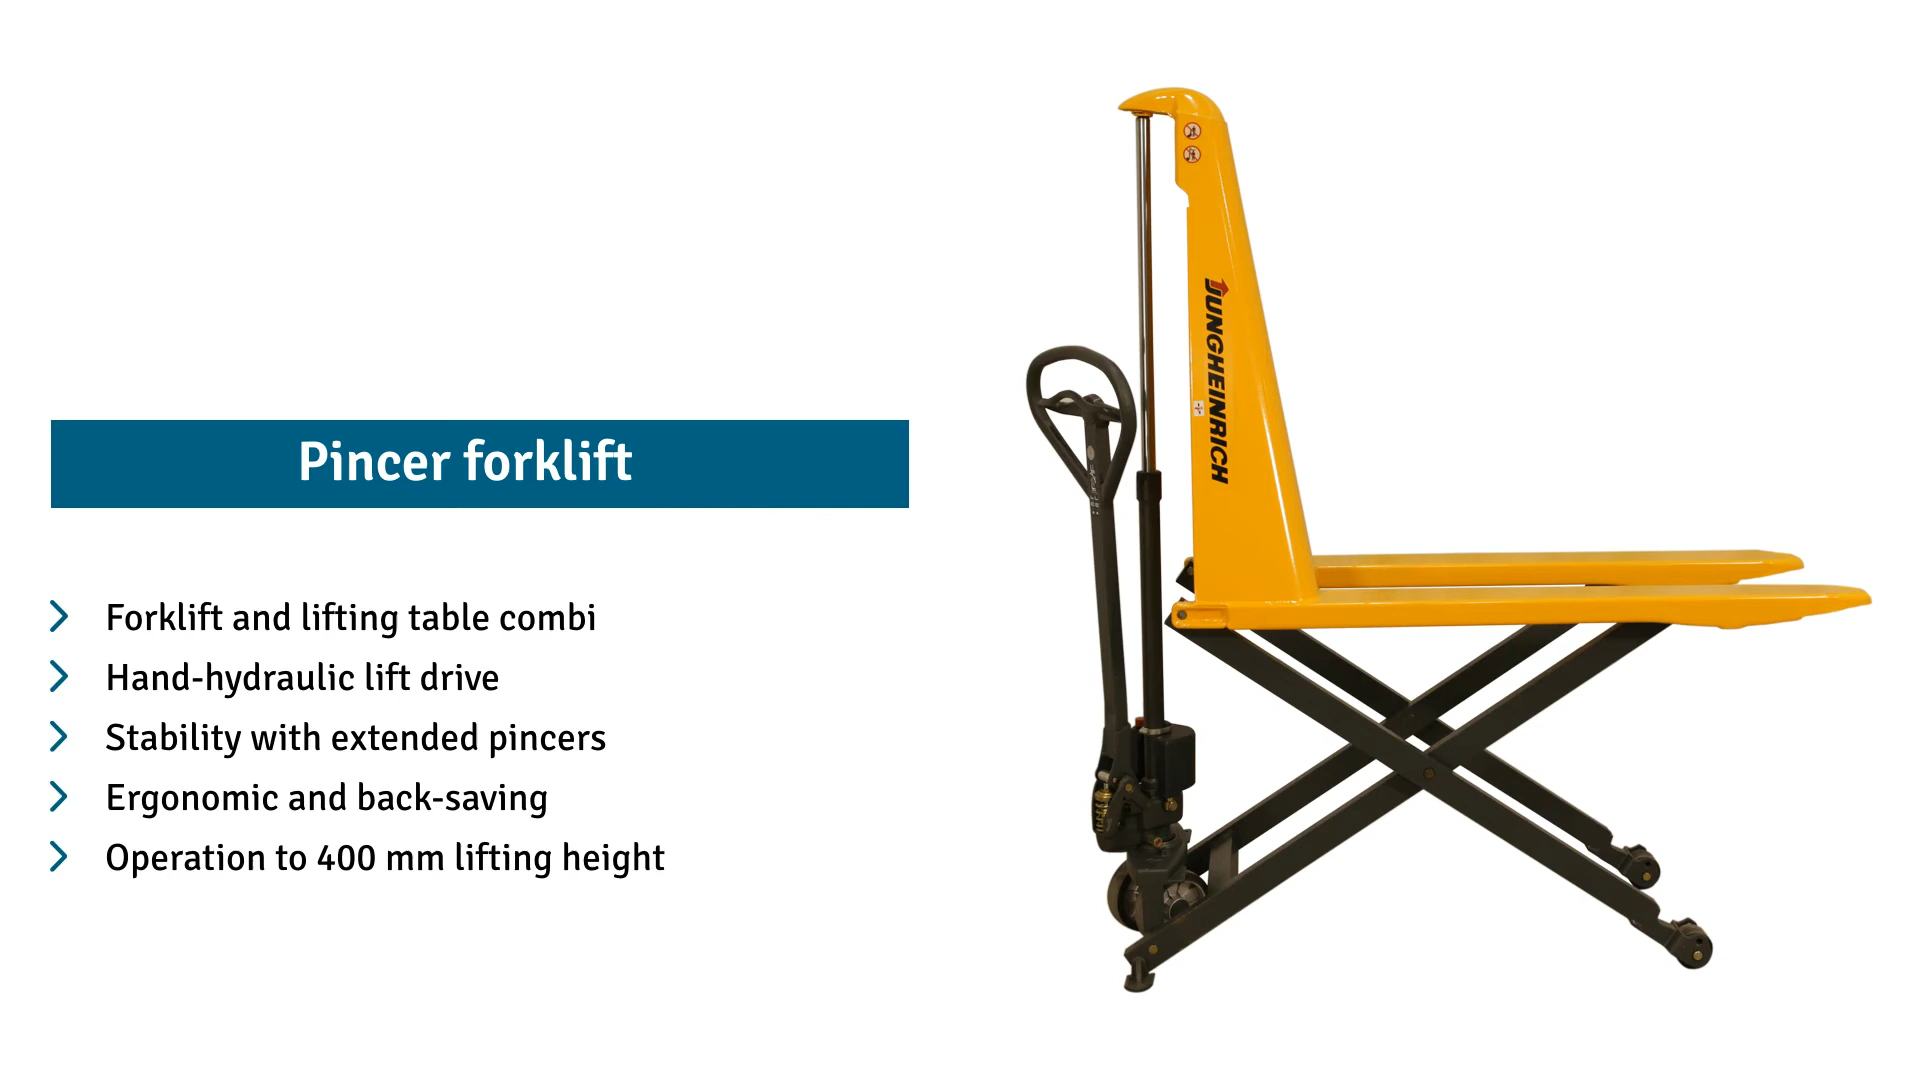 Pincer forklift
Forklift and lifting table combi
Hand-hydraulic lift drive
Stability with extended pincers
Ergonomic and back-saving
Operation to 400 mm lifting height
JUNGHEINRICH